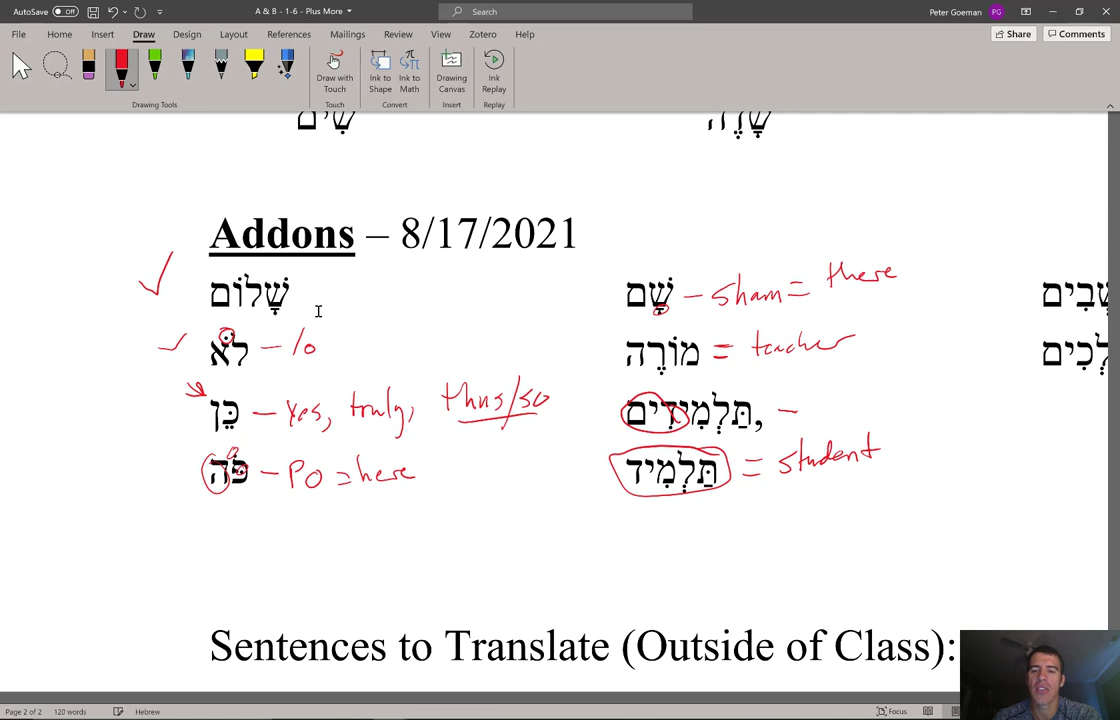 AutoSave Off A & B - 1-6 - Plus More Search Peter Goeman PG
File Home Insert Draw Design Layout References Mailings Review View Zotero Help Share Comments
Draw with Touch Ink to Shape Ink to Math Drawing Canvas Ink Replay
Drawing Tools Touch Convert Insert Replay
שִׁים שָׂדֶה
Addons – 8/17/2021
שָׁלוֹם שָׁם – sham = there
לֹא – lo מוֹרֶה = teacher
כֵּן – Yes, truly, thus/so תַּלְמִידִים, –
פֹּה – PO = here תַּלְמִיד = student
Sentences to Translate (Outside of Class):
Page 2 of 2 120 words Hebrew Focus